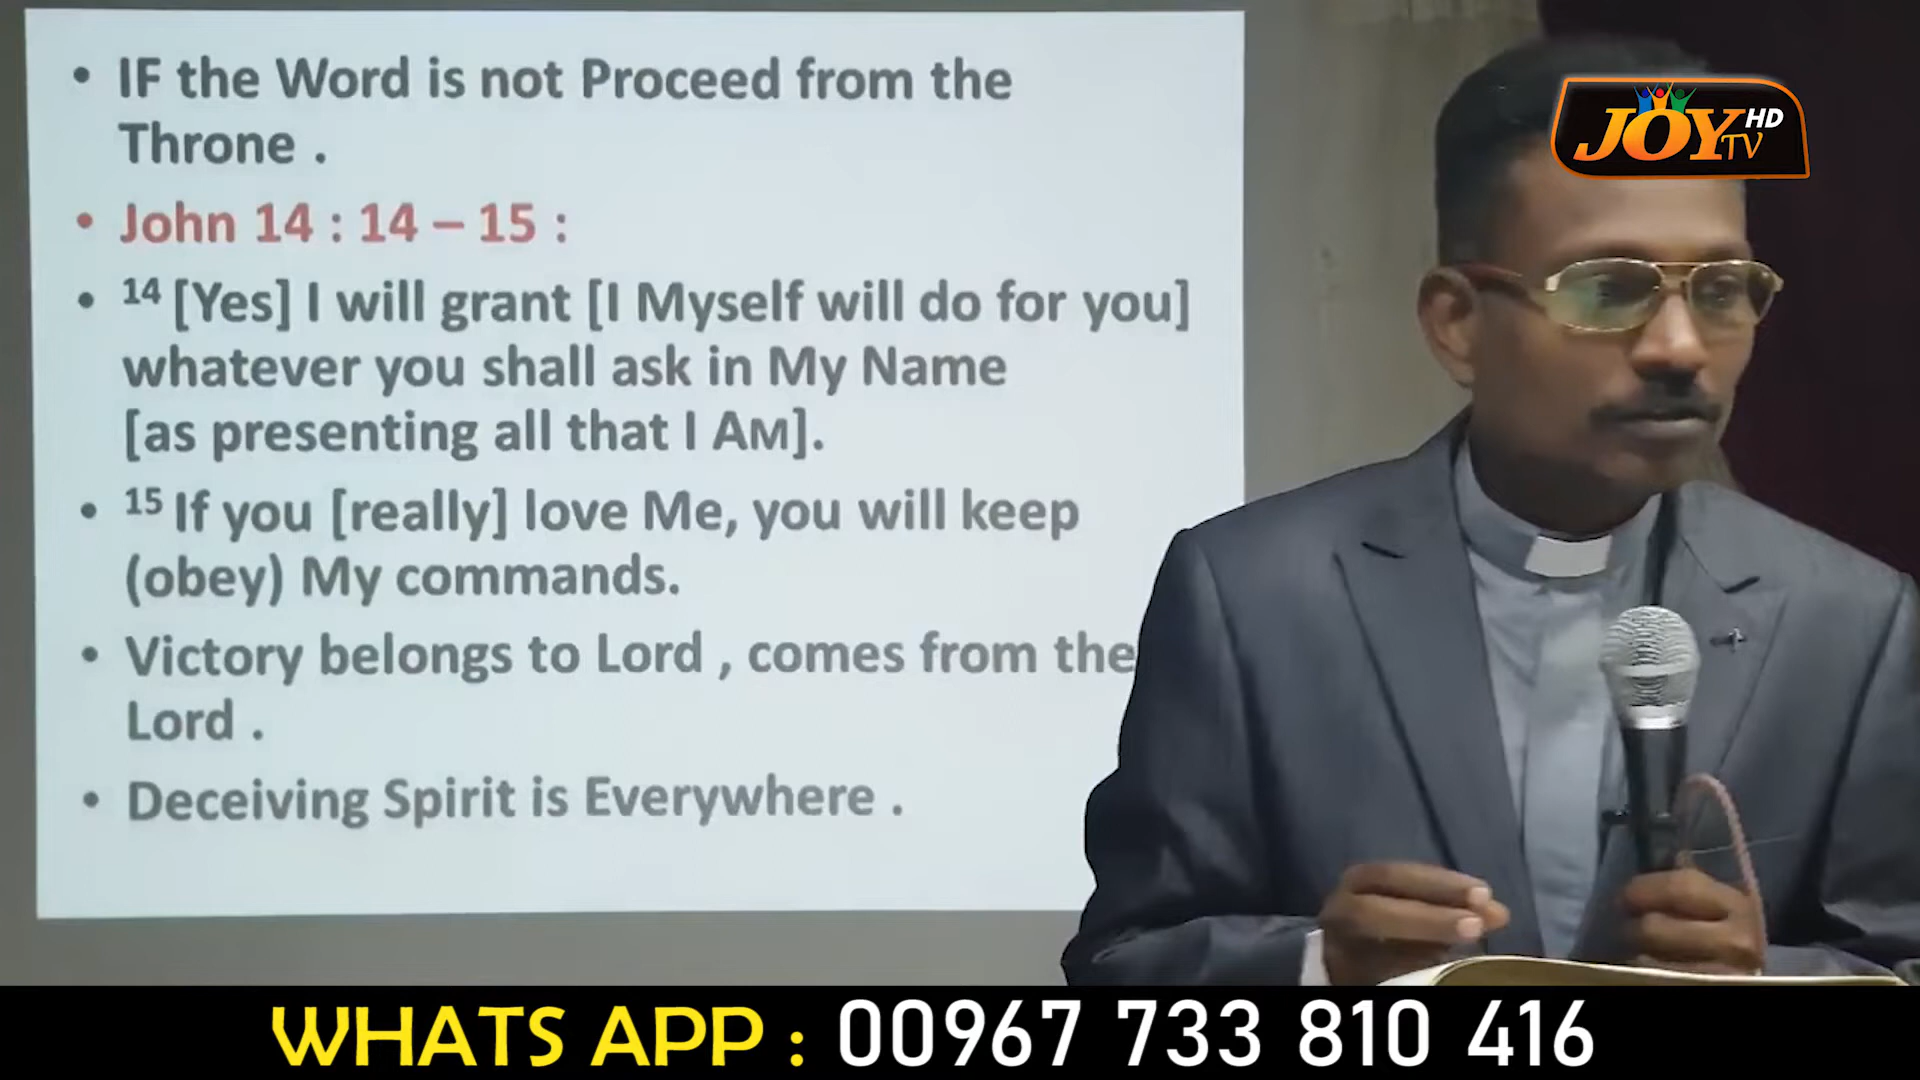 • IF the Word is not Proceed from the
Throne .
• John 14 : 14 – 15 :
• 14 [Yes] I will grant [I Myself will do for you]
whatever you shall ask in My Name
[as presenting all that I AM].
• 15 If you [really] love Me, you will keep
(obey) My commands.
• Victory belongs to Lord , comes from the
Lord .
• Deceiving Spirit is Everywhere .
JOY HD
TV
WHATS APP : 00967 733 810 416